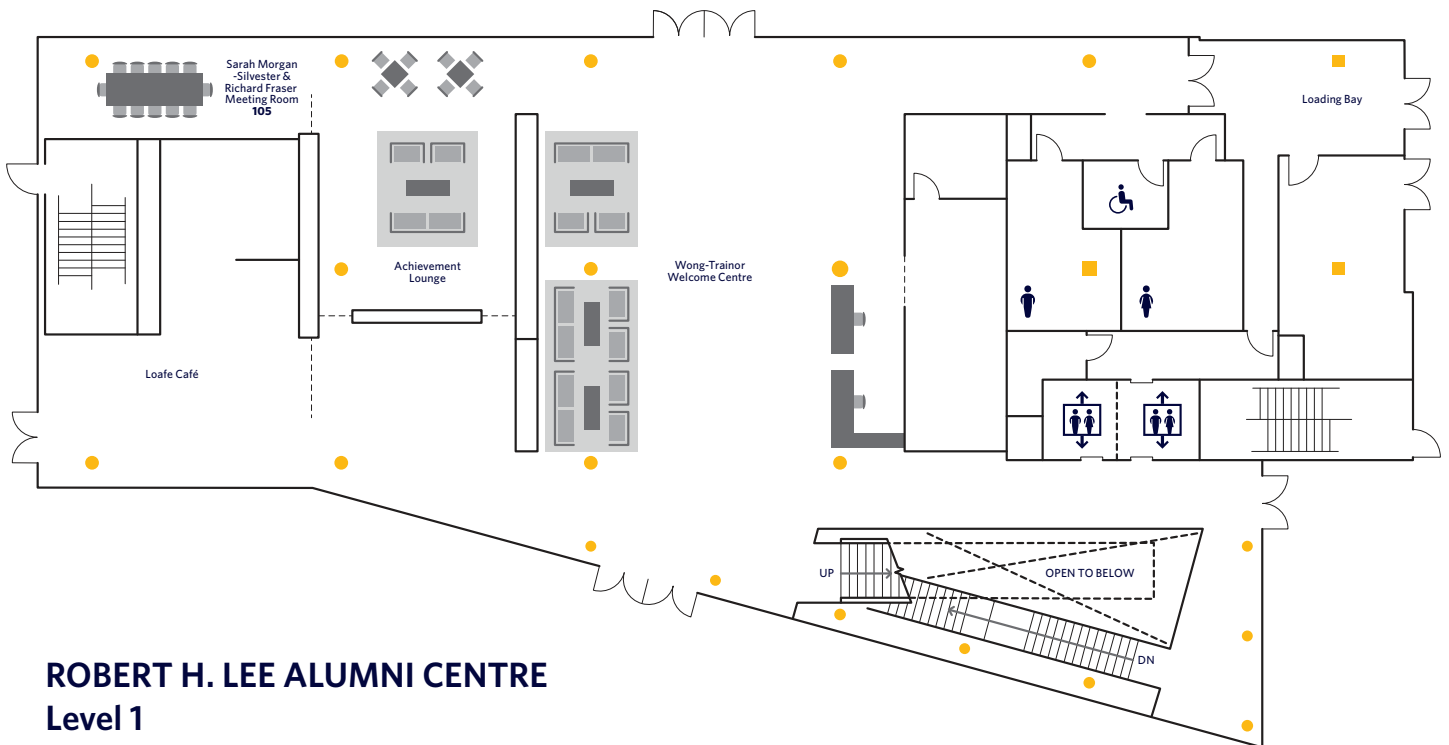 Sarah Morgan
-Silvester &
Richard Fraser
Meeting Room
105
Loading Bay
Achievement
Lounge
Wong-Trainor
Welcome Centre
Loafe Café
UP
OPEN TO BELOW
DN
ROBERT H. LEE ALUMNI CENTRE
Level 1